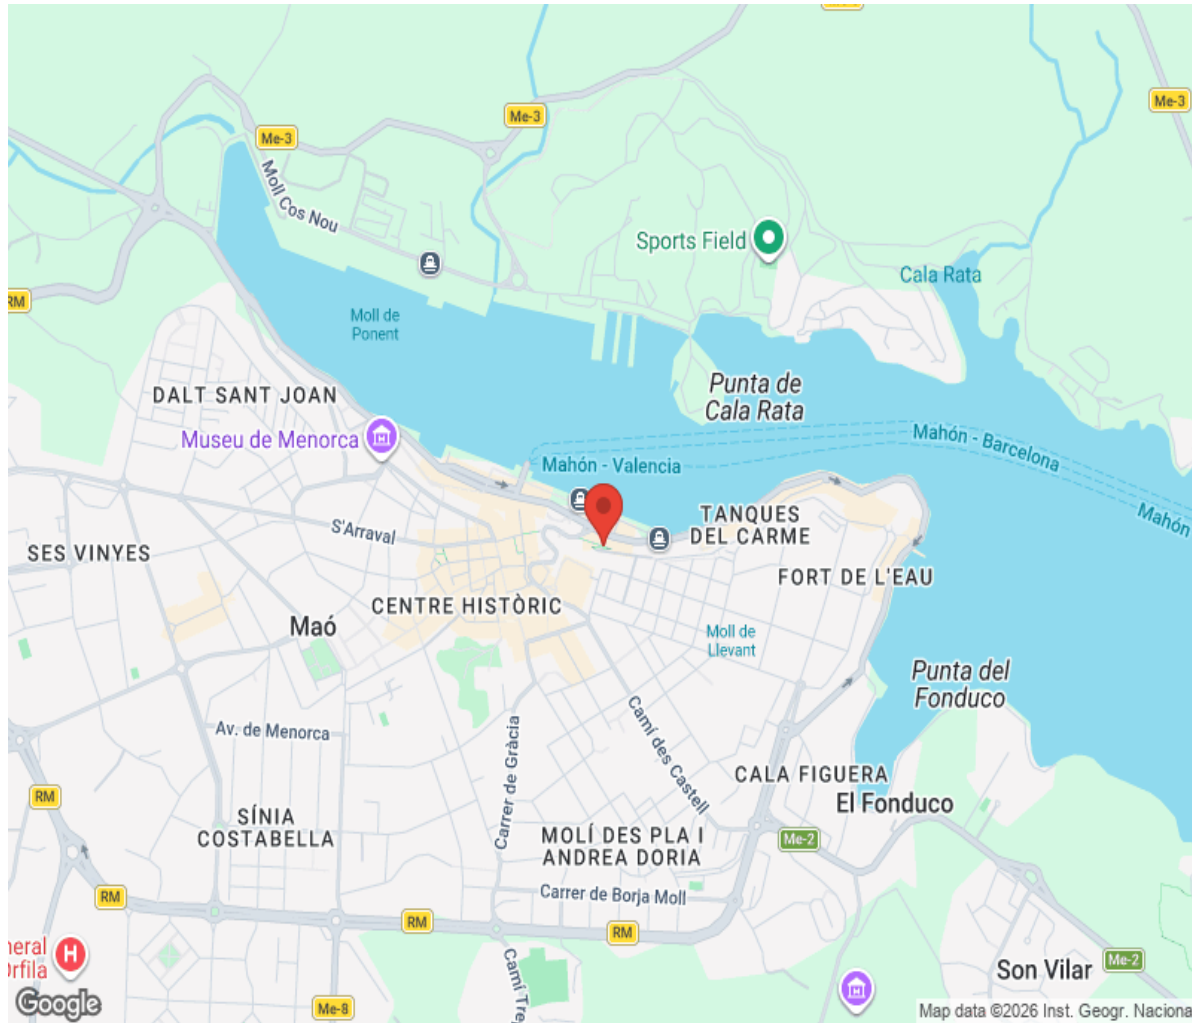 Me-3
Me-3
Me-3
Moll Cos Nou
Sports Field
Cala Rata
RM
Moll de
Ponent
DALT SANT JOAN
Punta de
Cala Rata
Museu de Menorca
Mahón - Barcelona
Mahón - Valencia
Mahón
S'Arraval
TANQUES
DEL CARME
SES VINYES
FORT DE L'EAU
CENTRE HISTÒRIC
Maó
Moll de
Llevant
Punta del
Fonduco
Av. de Menorca
Carrer de Gràcia
Camí des Castell
CALA FIGUERA
El Fonduco
RM
SÍNIA
COSTABELLA
MOLÍ DES PLA I
ANDREA DORIA
Me-2
Carrer de Borja Moll
RM
RM
RM
neral
Orfila
H
Camí Tre
Son Vilar
Me-2
Google
Me-8
Map data ©2026 Inst. Geogr. Naciona